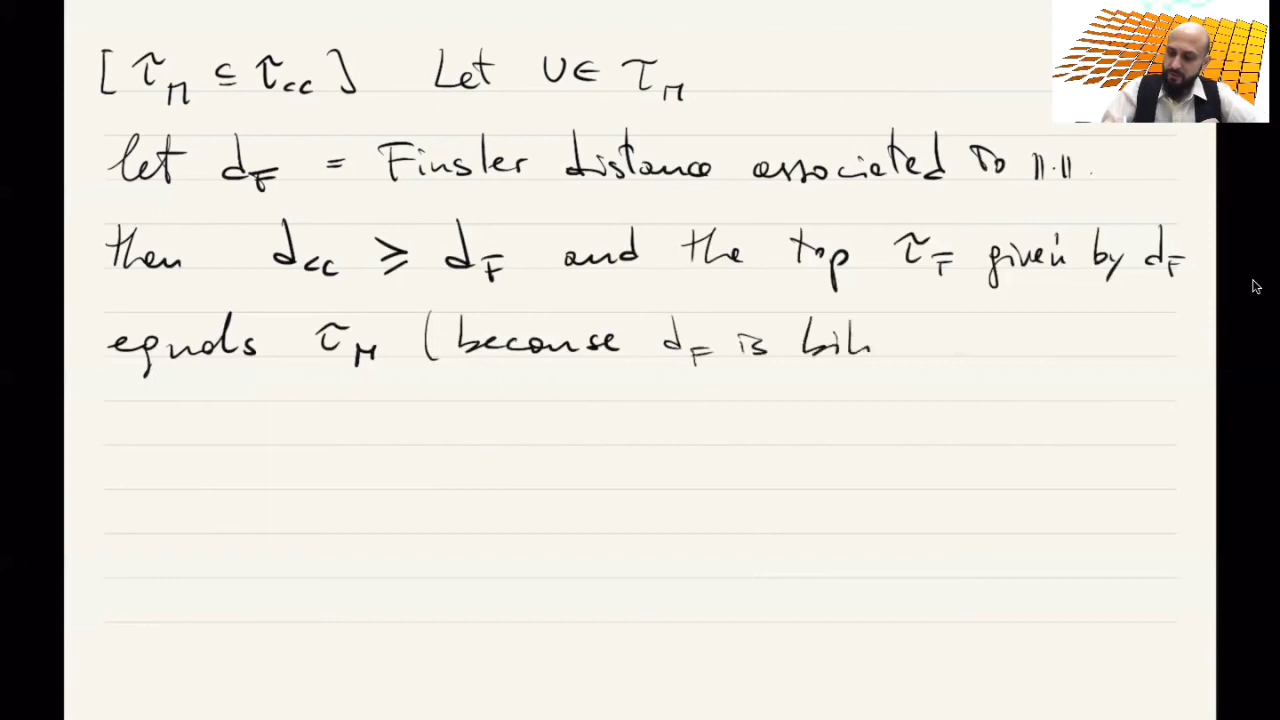 [ τ_M ⊆ τ_cc ] Let U ∈ τ_M
let d_F = Finsler distance associated to ||·||.
then d_cc ⩾ d_F and the top τ_F given by d_F
equals τ_M (because d_F is bih